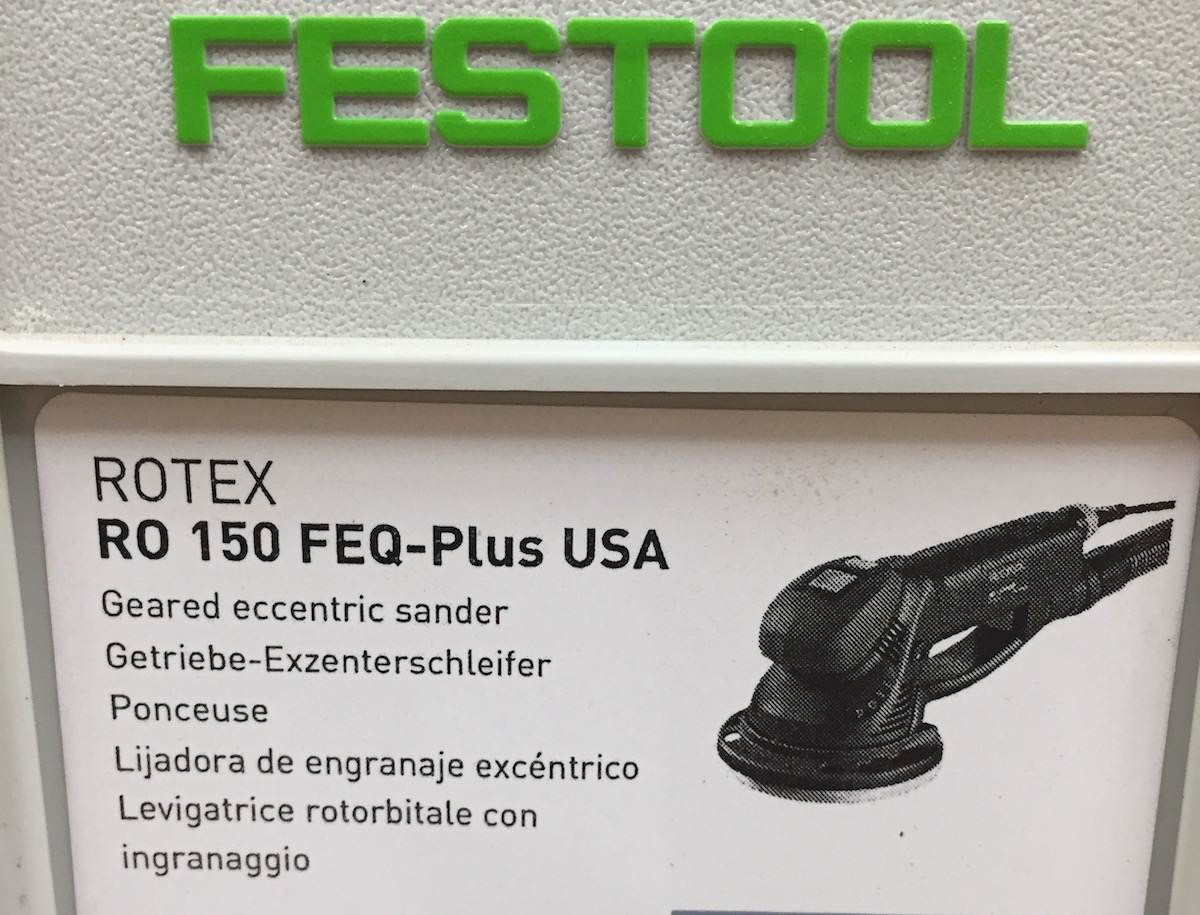 FESTOOL
ROTEX
RO 150 FEQ-Plus USA
Geared eccentric sander
Getriebe-Exzenterschleifer
Ponceuse
Lijadora de engranaje excéntrico
Levigatrice rotorbitale con
ingranaggio